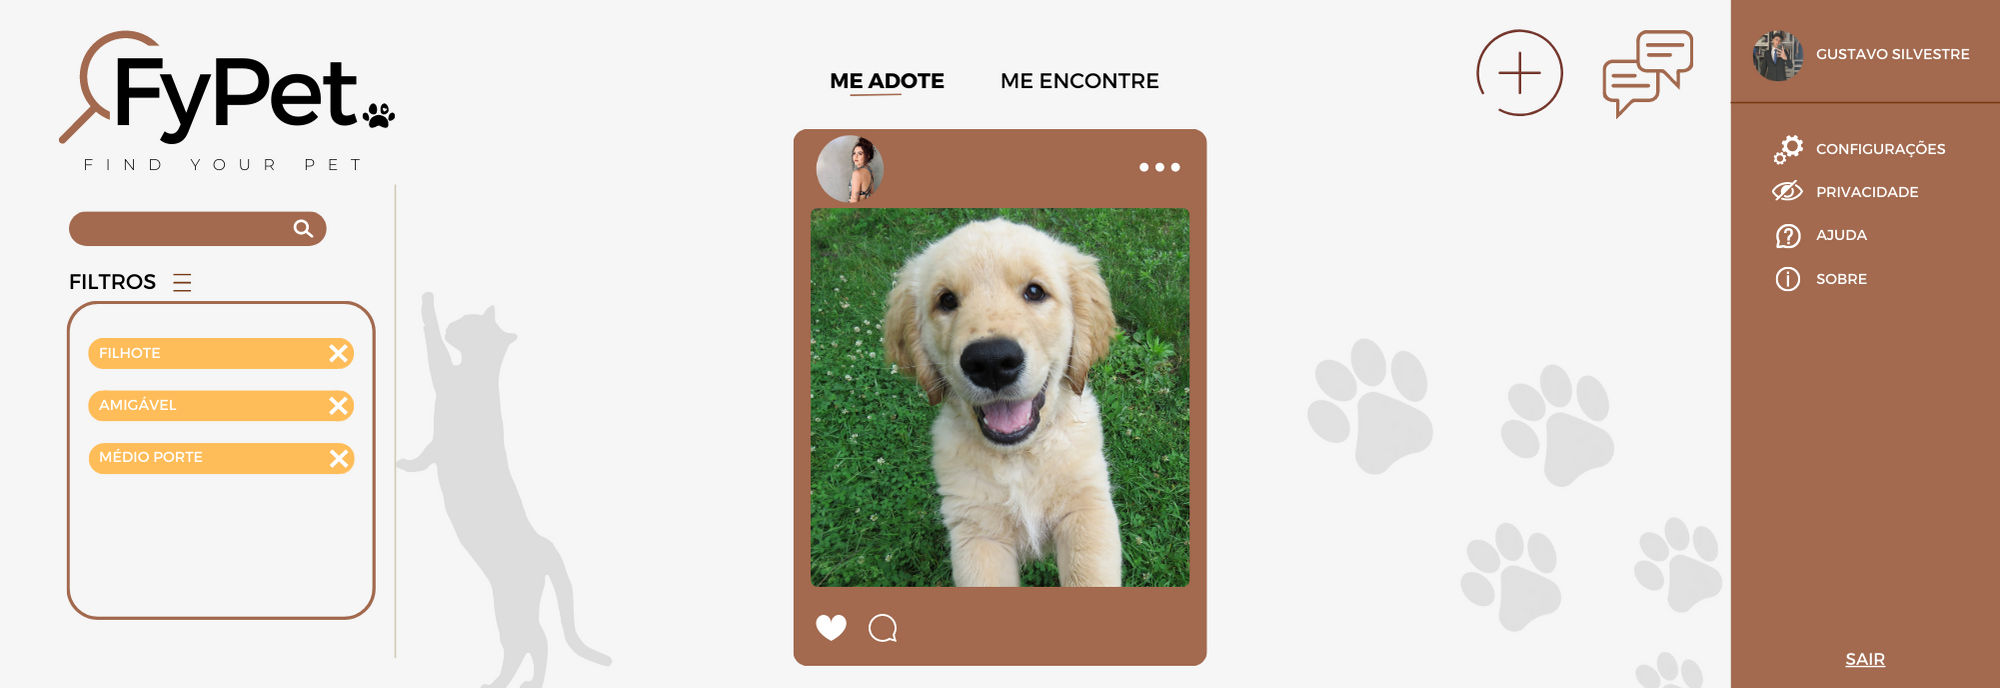 FyPet
FIND YOUR PET
FILTROS
FILHOTE
AMIGÁVEL
MÉDIO PORTE
ME ADOTE
ME ENCONTRE
GUSTAVO SILVESTRE
CONFIGURAÇÕES
PRIVACIDADE
AJUDA
SOBRE
SAIR